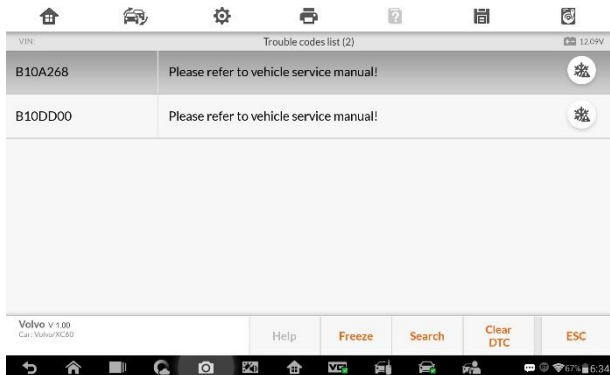 VIN:
Trouble codes list (2)
12.09V
B10A268
Please refer to vehicle service manual!
B10DD00
Please refer to vehicle service manual!
Volvo V 1.00
Car: Volvo/XC60
Help
Freeze
Search
Clear
DTC
ESC
67%
6:34